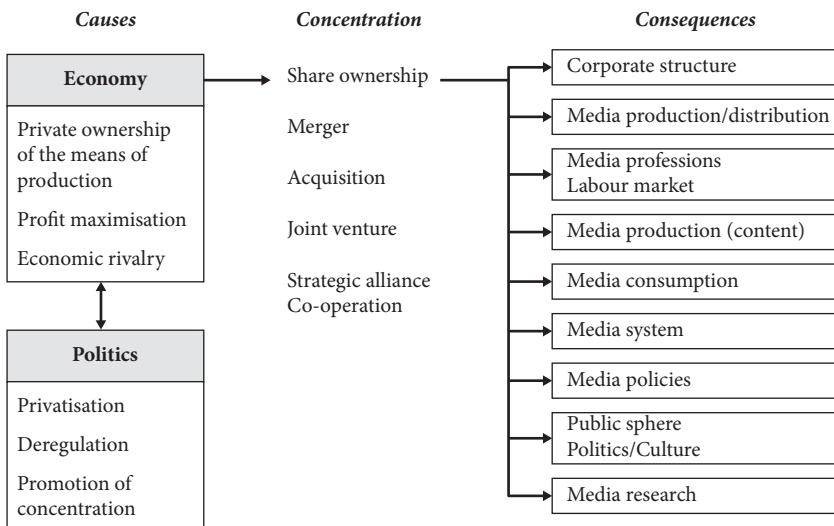 Causes
Concentration
Consequences
Economy
Private ownership
of the means of
production
Profit maximisation
Economic rivalry
Politics
Privatisation
Deregulation
Promotion of
concentration
Share ownership
Merger
Acquisition
Joint venture
Strategic alliance
Co-operation
Corporate structure
Media production/distribution
Media professions
Labour market
Media production (content)
Media consumption
Media system
Media policies
Public sphere
Politics/Culture
Media research